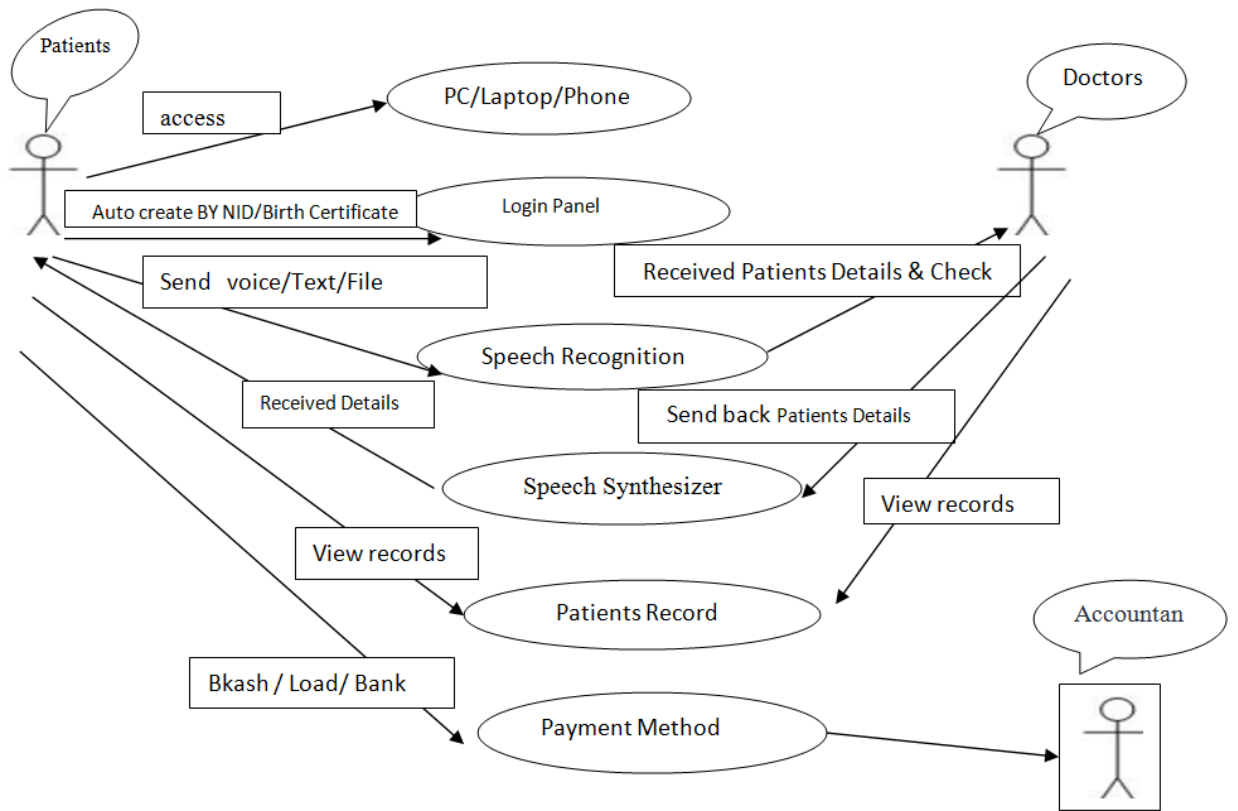 Patients
Doctors
PC/Laptop/Phone
access
Auto create BY NID/Birth Certificate
Login Panel
Send voice/Text/File
Received Patients Details & Check
Speech Recognition
Received Details
Send back Patients Details
Speech Synthesizer
View records
View records
Patients Record
Accountan
Bkash / Load/ Bank
Payment Method